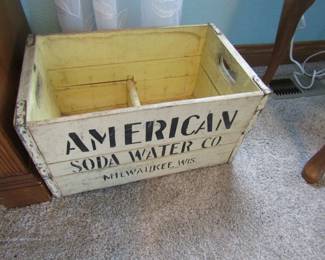 AMERICAN
SODA WATER CO.
MILWAUKEE, WIS.